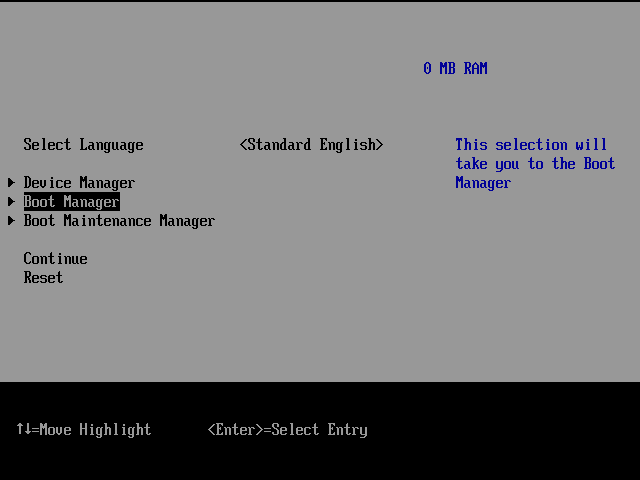 0 MB RAM
Select Language <Standard English> This selection will
take you to the Boot
Device Manager Manager
Boot Manager
Boot Maintenance Manager
Continue
Reset
↑↓=Move Highlight <Enter>=Select Entry